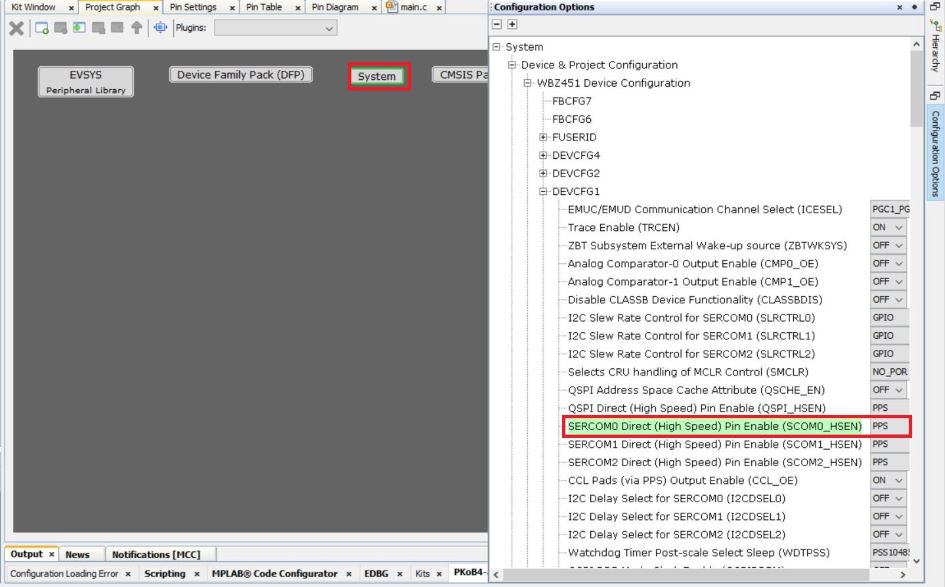 Kit Window × Project Graph × Pin Settings × Pin Table × Pin Diagram × main.c ×
Plugins:
EVSYS
Peripheral Library
Device Family Pack (DFP)
System
CMSIS Pa
Configuration Options
System
Device & Project Configuration
WBZ451 Device Configuration
FBCFG7
FBCFG6
FUSERID
DEVCFG4
DEVCFG2
DEVCFG1
EMUC/EMUD Communication Channel Select (ICESEL) PGC1_PG
Trace Enable (TRCEN) ON
ZBT Subsystem External Wake-up source (ZBTWKSYS) OFF
Analog Comparator-0 Output Enable (CMP0_OE) OFF
Analog Comparator-1 Output Enable (CMP1_OE) OFF
Disable CLASSB Device Functionality (CLASSBDIS) OFF
I2C Slew Rate Control for SERCOM0 (SLRCTRL0) GPIO
I2C Slew Rate Control for SERCOM1 (SLRCTRL1) GPIO
I2C Slew Rate Control for SERCOM2 (SLRCTRL2) GPIO
Selects CRU handling of MCLR Control (SMCLR) NO_POR
QSPI Address Space Cache Attribute (QSCHE_EN) OFF
QSPI Direct (High Speed) Pin Enable (QSPI_HSEN) PPS
SERCOM0 Direct (High Speed) Pin Enable (SCOM0_HSEN) PPS
SERCOM1 Direct (High Speed) Pin Enable (SCOM1_HSEN) PPS
SERCOM2 Direct (High Speed) Pin Enable (SCOM2_HSEN) PPS
CCL Pads (via PPS) Output Enable (CCL_OE) ON
I2C Delay Select for SERCOM0 (I2CDSEL0) OFF
I2C Delay Select for SERCOM1 (I2CDSEL1) OFF
I2C Delay Select for SERCOM2 (I2CDSEL2) OFF
Watchdog Timer Post-scale Select Sleep (WDTPSS) PSS1048
Hierarchy
Configuration Options
Output × News Notifications [MCC]
Configuration Loading Error × Scripting × MPLAB® Code Configurator × EDBG × Kits × PKoB4-